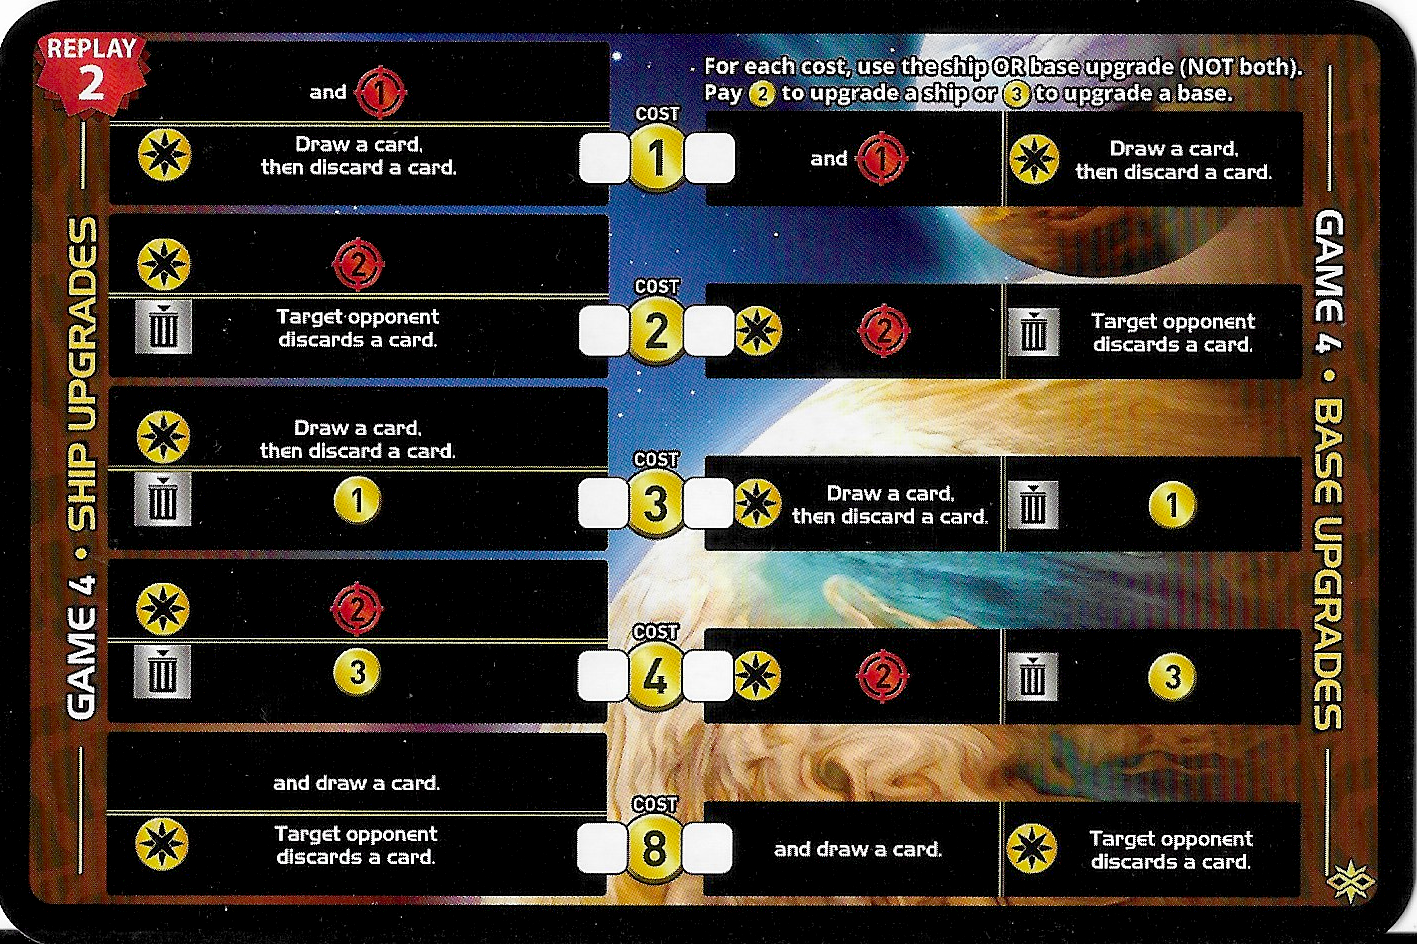 REPLAY
2
GAME 4 • SHIP UPGRADES
and 1
Draw a card,
then discard a card.
2
Target opponent
discards a card.
Draw a card,
then discard a card.
1
2
3
and draw a card.
Target opponent
discards a card.
COST
1
COST
2
COST
3
COST
4
COST
8
For each cost, use the ship OR base upgrade (NOT both).
Pay 2 to upgrade a ship or 3 to upgrade a base.
and 1
Draw a card,
then discard a card.
2
Target opponent
discards a card.
Draw a card,
then discard a card.
1
2
3
and draw a card.
Target opponent
discards a card.
GAME 4 • BASE UPGRADES